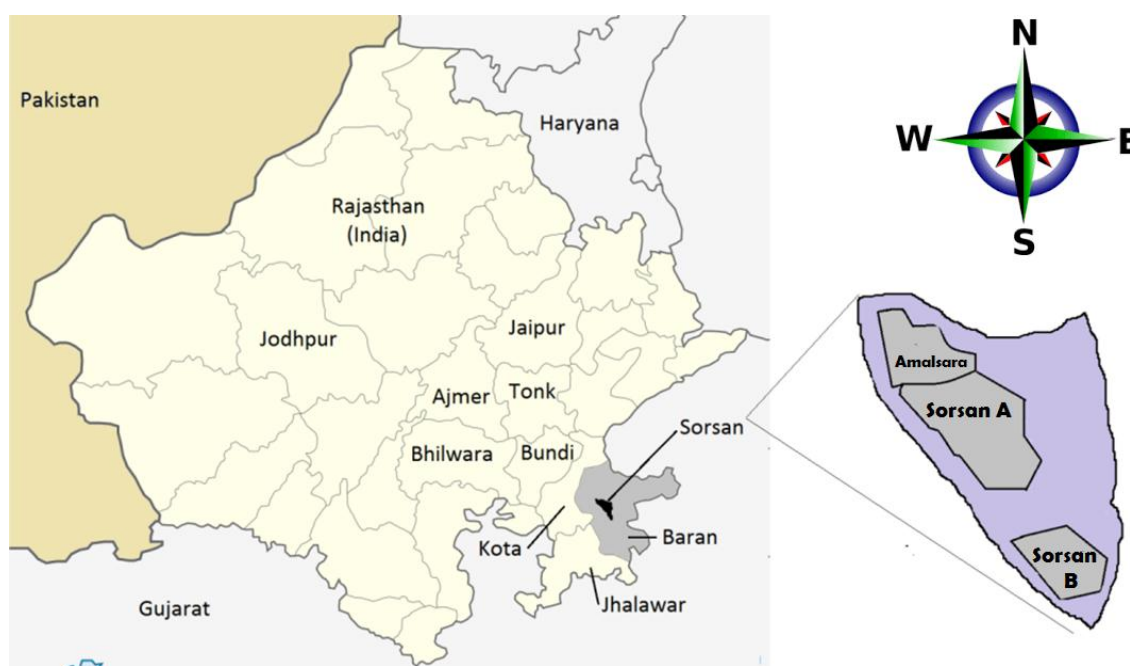 Pakistan
Haryana
Rajasthan
(India)
Jodhpur
Jaipur
Ajmer
Tonk
Sorsan
Bhilwara
Bundi
Kota
Baran
Jhalawar
Gujarat
N
W
E
S
Amalsara
Sorsan A
Sorsan
B